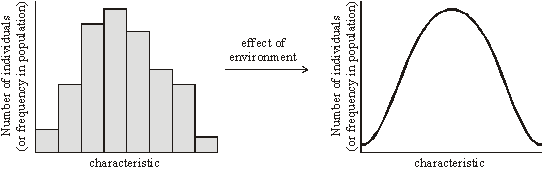 Number of individuals
(or frequency in population)
characteristic
effect of
environment
Number of individuals
(or frequency in population)
characteristic